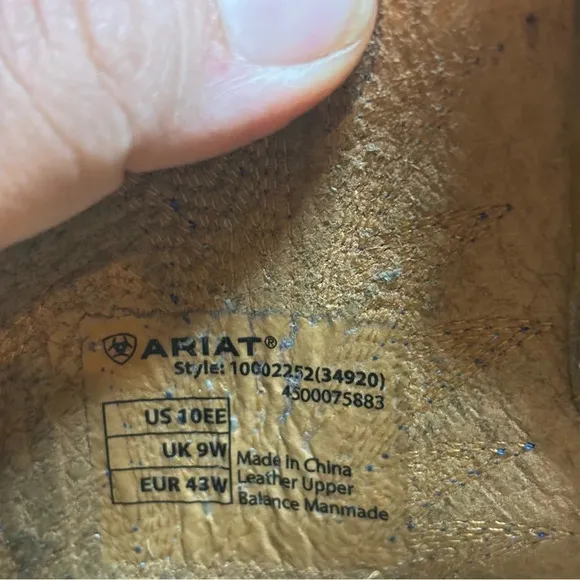 ARIAT®
Style: 10002252(34920)
4500075883
US 10EE
UK 9W
EUR 43W
Made in China
Leather Upper
Balance Manmade